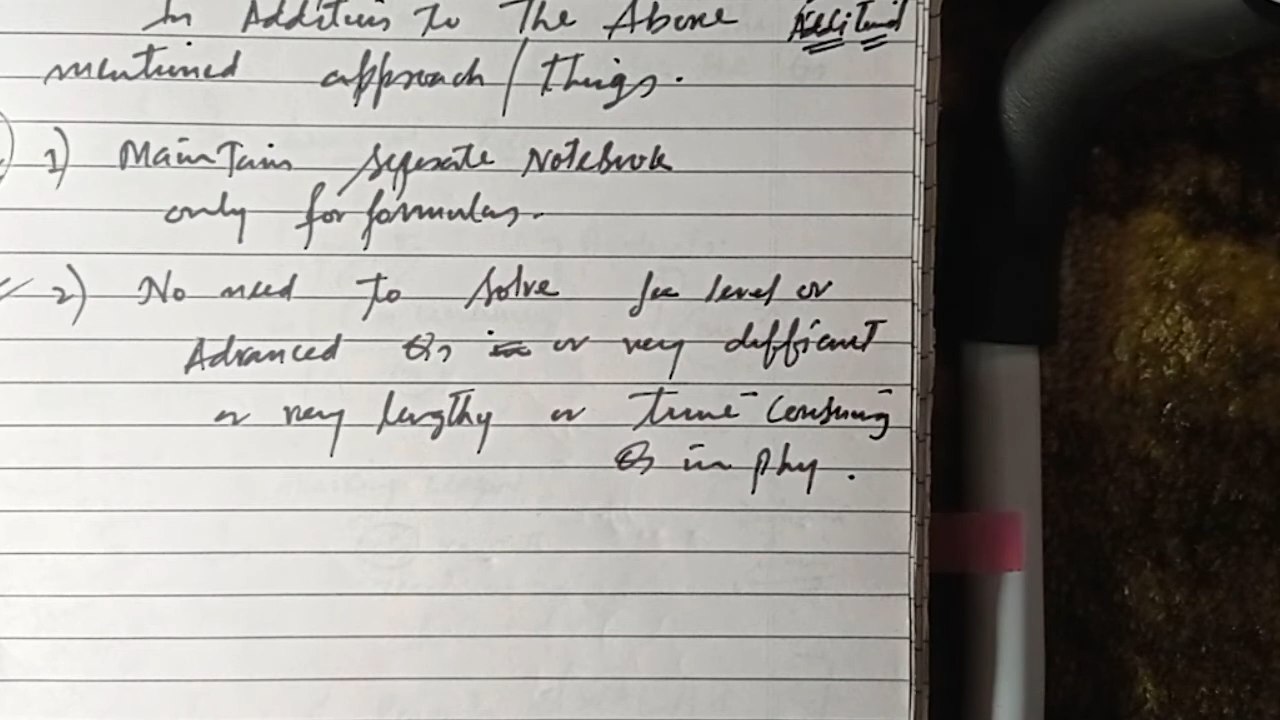 In Addition to The Above Additional
mentioned approach/things.
1) Maintain Seperate Notebook
only for formulas.
2) No need to solve Jee level or
Advanced Qs or very difficult
or very lengthy or time-consuming
Qs in phy.